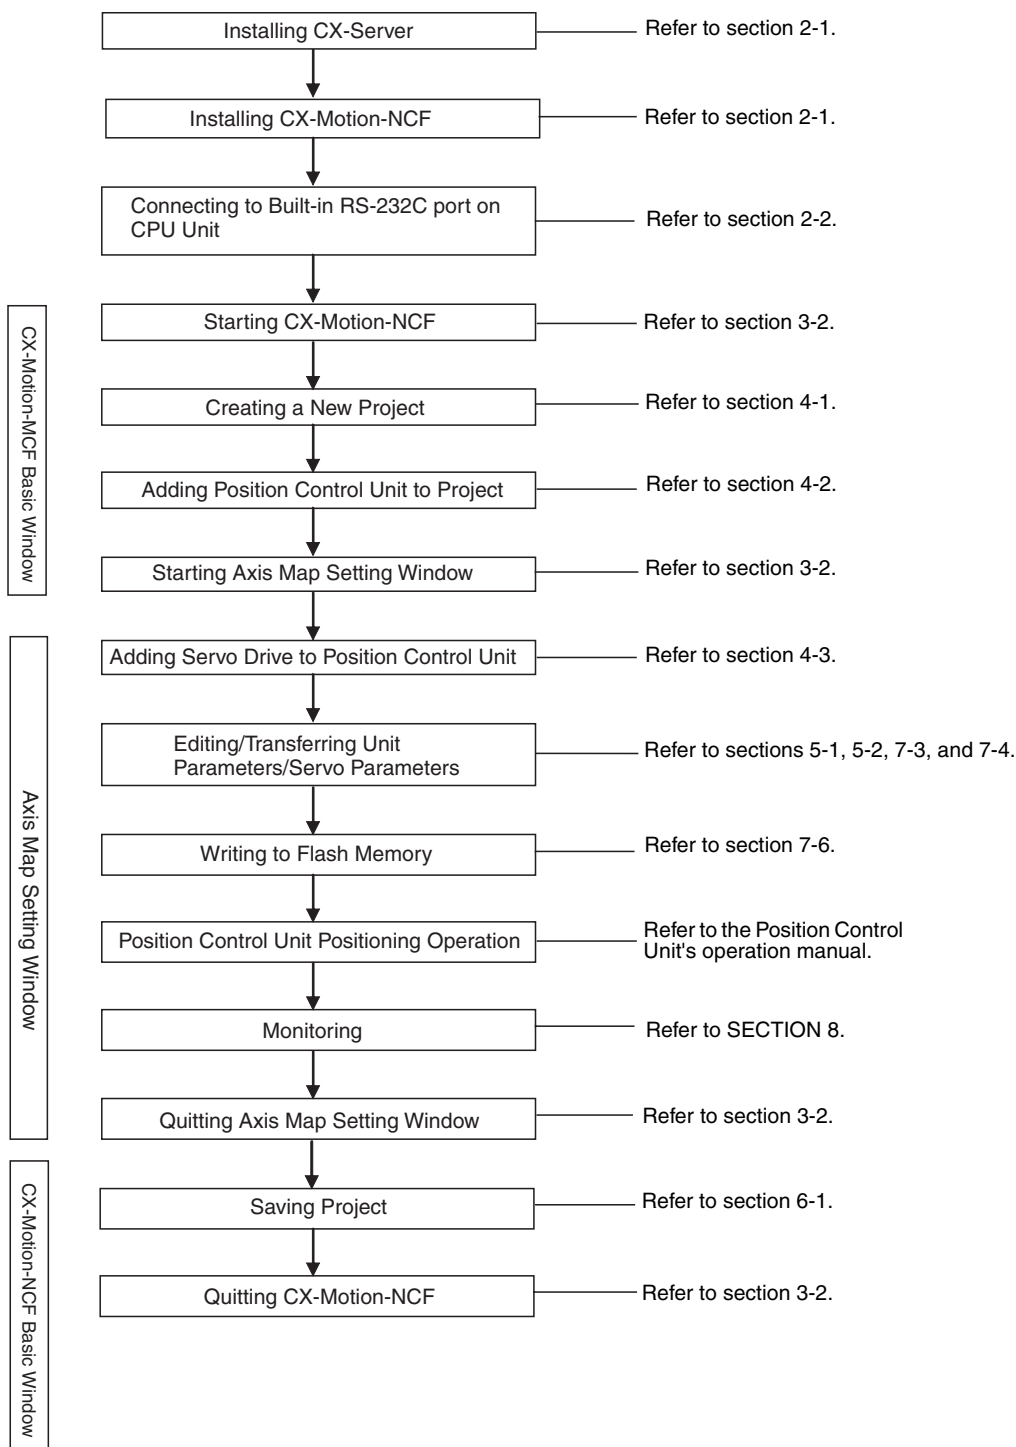 Installing CX-Server
Refer to section 2-1.
Installing CX-Motion-NCF
Refer to section 2-1.
Connecting to Built-in RS-232C port on
CPU Unit
Refer to section 2-2.
CX-Motion-MCF Basic Window
Starting CX-Motion-NCF
Refer to section 3-2.
Creating a New Project
Refer to section 4-1.
Adding Position Control Unit to Project
Refer to section 4-2.
Starting Axis Map Setting Window
Refer to section 3-2.
Axis Map Setting Window
Adding Servo Drive to Position Control Unit
Refer to section 4-3.
Editing/Transferring Unit
Parameters/Servo Parameters
Refer to sections 5-1, 5-2, 7-3, and 7-4.
Writing to Flash Memory
Refer to section 7-6.
Position Control Unit Positioning Operation
Refer to the Position Control
Unit's operation manual.
Monitoring
Refer to SECTION 8.
Quitting Axis Map Setting Window
Refer to section 3-2.
CX-Motion-NCF Basic Window
Saving Project
Refer to section 6-1.
Quitting CX-Motion-NCF
Refer to section 3-2.